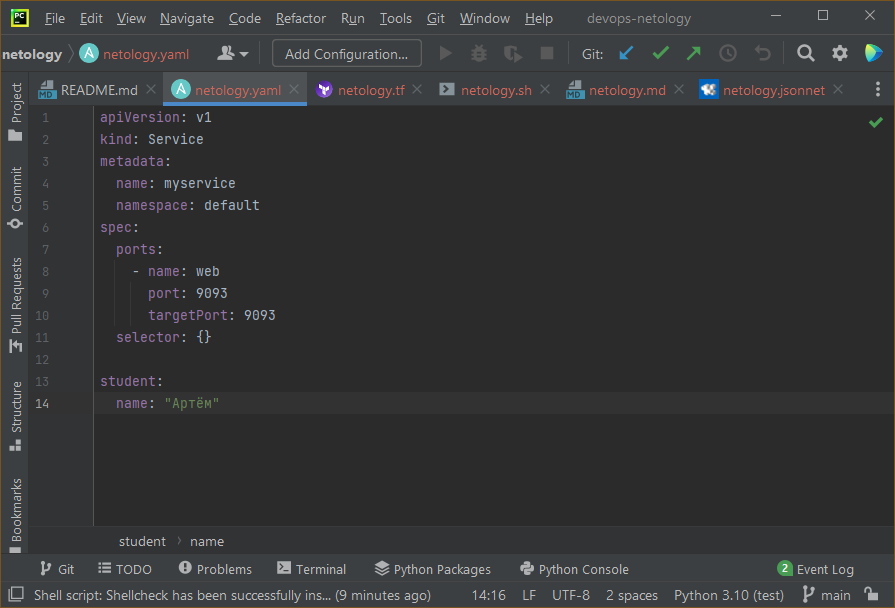 PC File Edit View Navigate Code Refactor Run Tools Git Window Help devops-netology
netology netology.yaml Add Configuration... Git:
README.md netology.yaml netology.tf netology.sh netology.md netology.jsonnet
Project
Commit
Pull Requests
Structure
Bookmarks
1 apiVersion: v1
2 kind: Service
3 metadata:
4 name: myservice
5 namespace: default
6 spec:
7 ports:
8 - name: web
9 port: 9093
10 targetPort: 9093
11 selector: {}
12
13 student:
14 name: "Артём"
student › name
Git TODO Problems Terminal Python Packages Python Console 2 Event Log
Shell script: Shellcheck has been successfully ins... (9 minutes ago) 14:16 LF UTF-8 2 spaces Python 3.10 (test) main